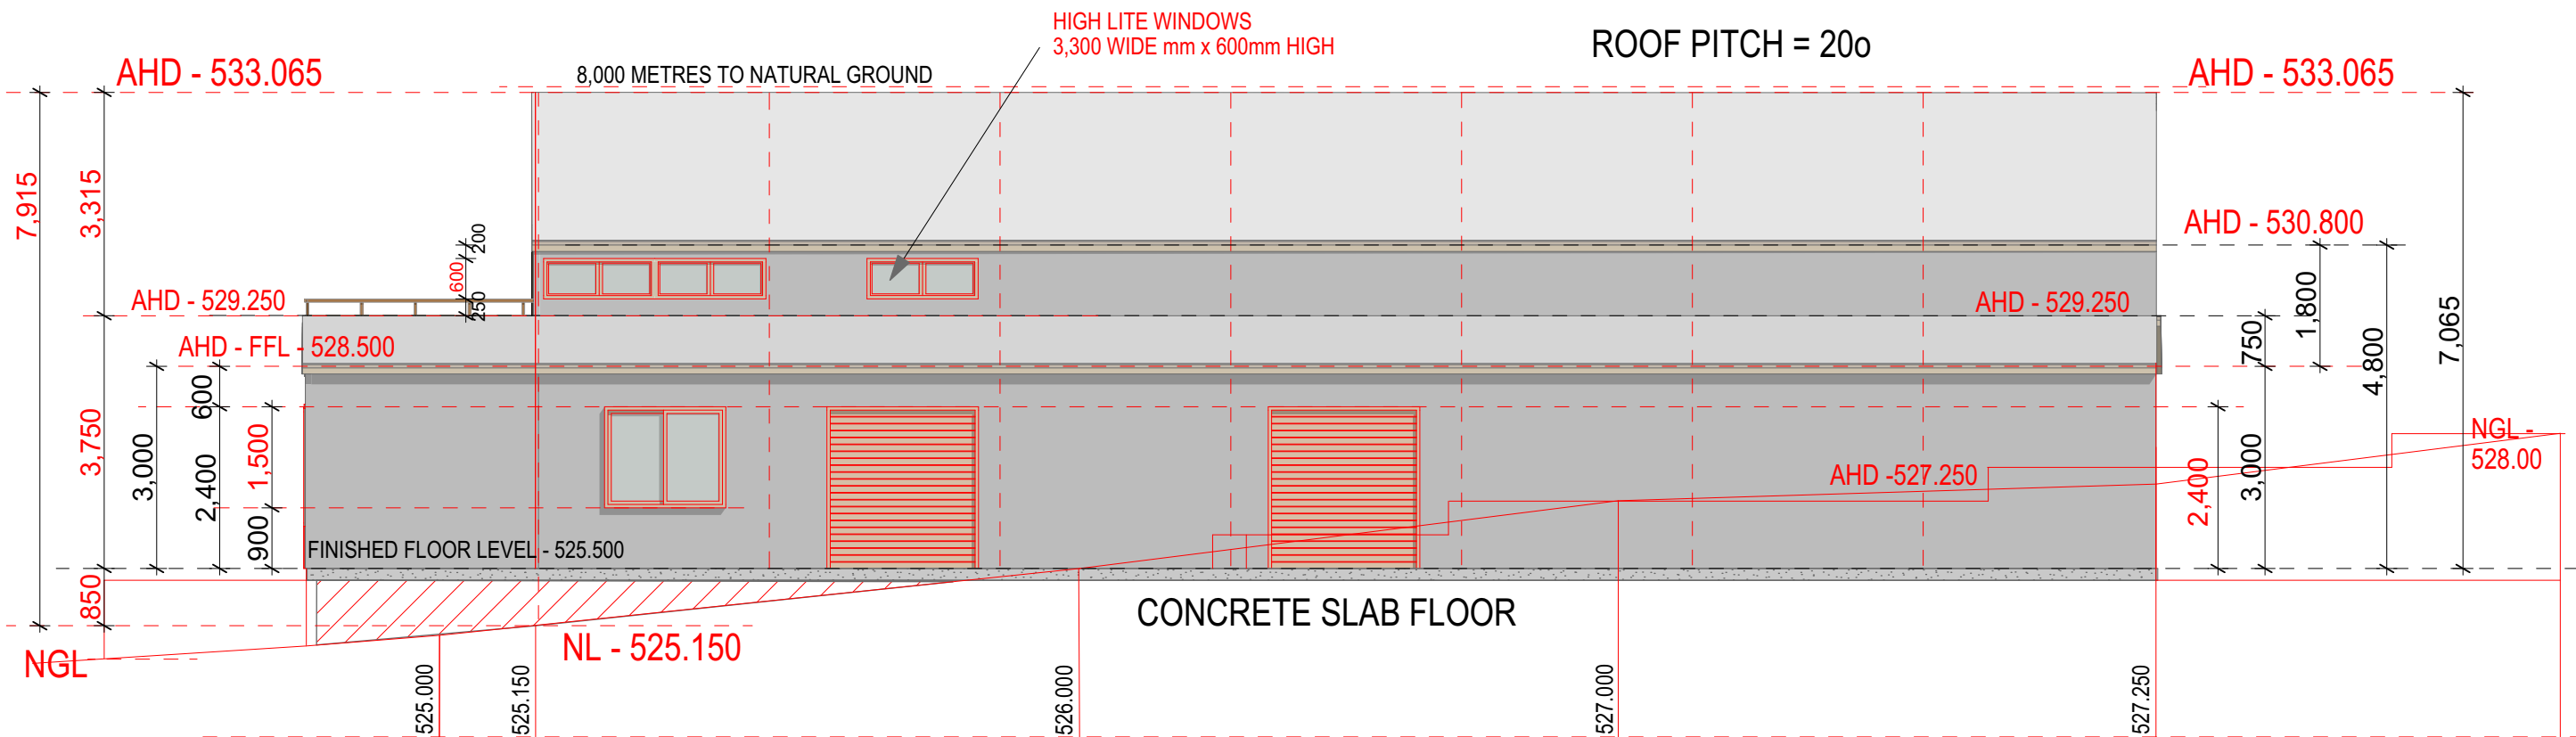 HIGH LITE WINDOWS
3,300 WIDE mm x 600mm HIGH
ROOF PITCH = 20o
AHD - 533.065
8,000 METRES TO NATURAL GROUND
AHD - 533.065
7,915
3,315
200
600
250
AHD - 530.800
AHD - 529.250
AHD - 529.250
1,800
750
4,800
7,065
AHD - FFL - 528.500
600
3,750
3,000
2,400
1,500
900
850
NGL -
528.00
AHD -527.250
2,400
3,000
FINISHED FLOOR LEVEL - 525.500
CONCRETE SLAB FLOOR
NL - 525.150
NGL
525.000
525.150
526.000
527.000
527.250